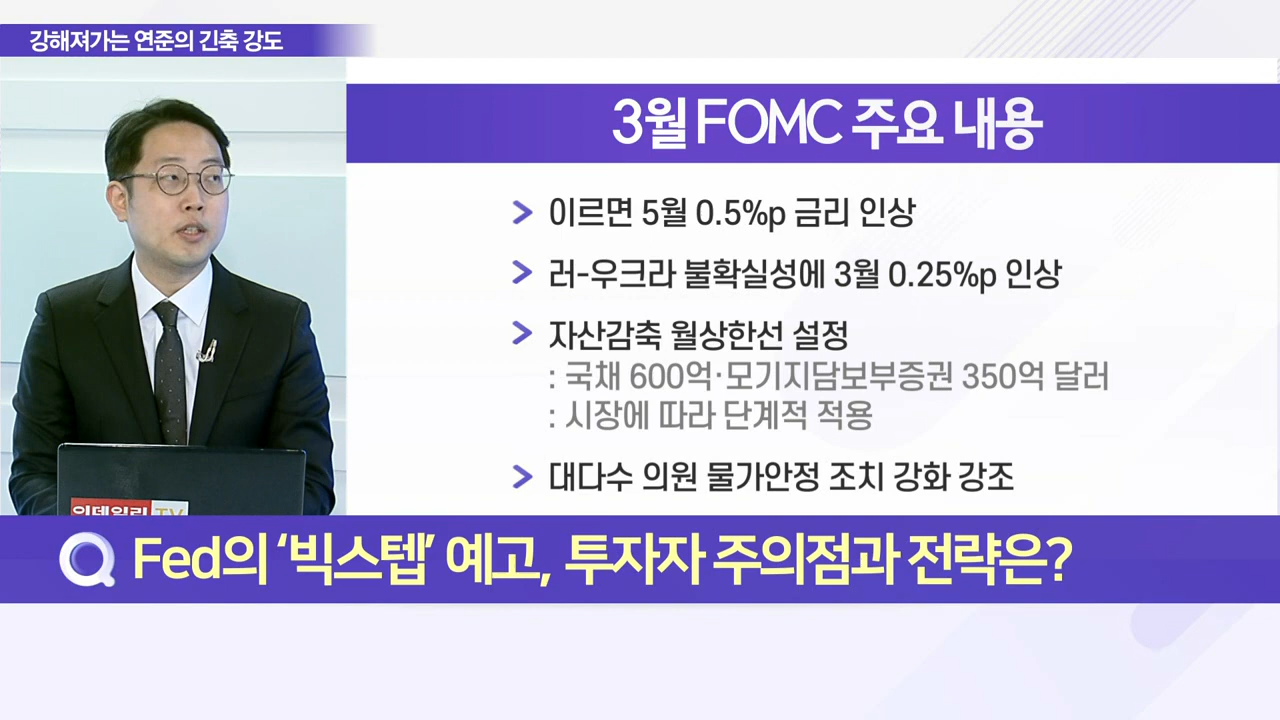 강해져가는 연준의 긴축 강도
3월 FOMC 주요 내용
이르면 5월 0.5%p 금리 인상
러-우크라 불확실성에 3월 0.25%p 인상
자산감축 월상한선 설정
: 국채 600억·모기지담보부증권 350억 달러
: 시장에 따라 단계적 적용
대다수 의원 물가안정 조치 강화 강조
이데일리 TV
Q Fed의 ‘빅스텝’ 예고, 투자자 주의점과 전략은?